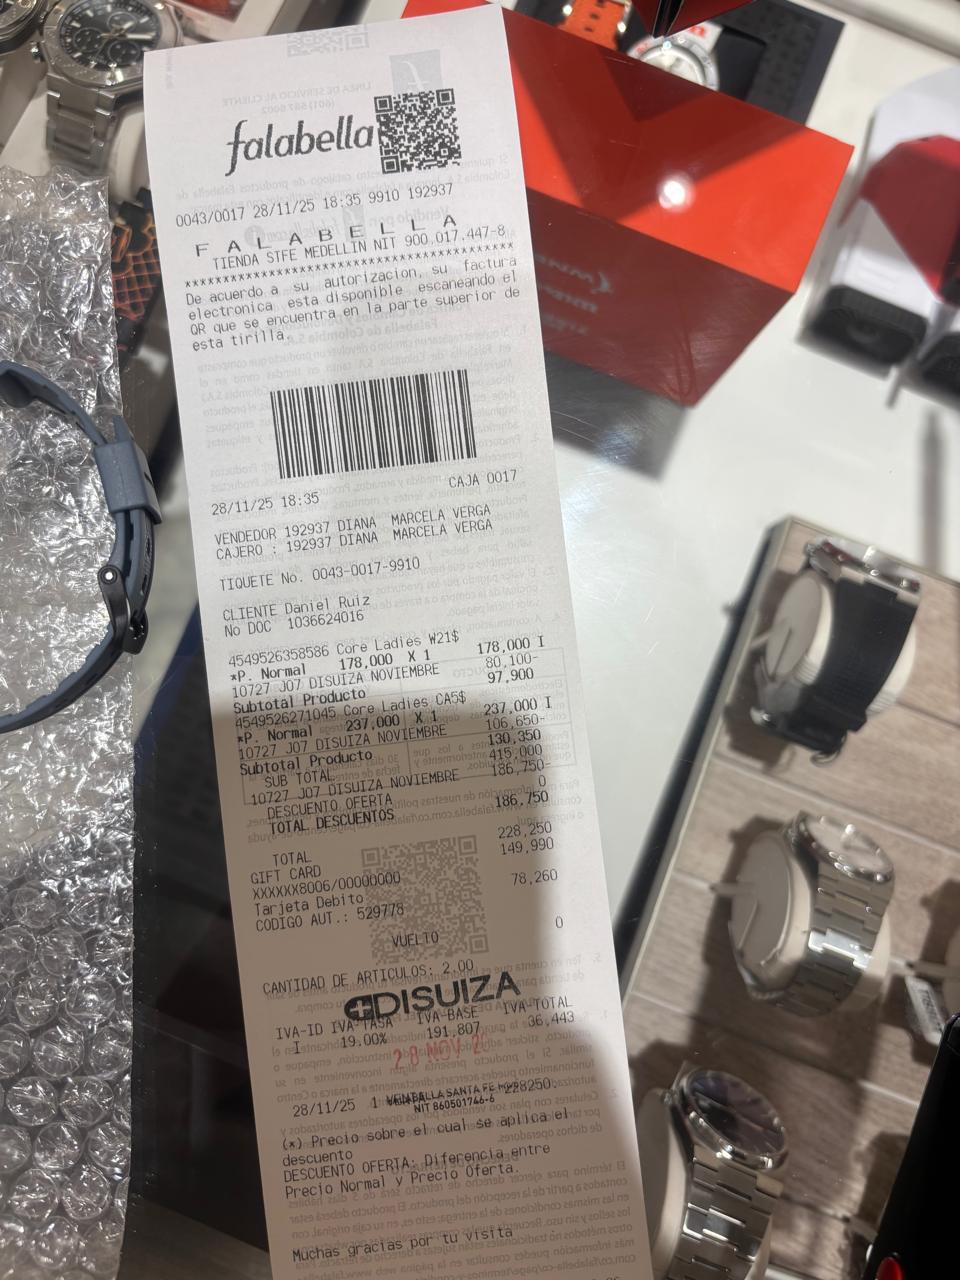 falabella
0043/0017 28/11/25 18:35 9910 192937
F A L A B E L L A
TIENDA STFE MEDELLIN NIT 900.017.447-8
****************************************
De acuerdo a su autorizacion, su factura
electronica esta disponible escaneando el
QR que se encuentra en la parte superior de
esta tirilla.
28/11/25 18:35 CAJA 0017
VENDEDOR 192937 DIANA MARCELA VERGA
CAJERO : 192937 DIANA MARCELA VERGA
TIQUETE No. 0043-0017-9910
CLIENTE Daniel Ruiz
No DOC 1036624016
4549526358586 Core Ladies W21$
*P. Normal 178,000 X 1 178,000 I
10727 J07 DISUIZA NOVIEMBRE 80,100-
Subtotal Producto 97,900
4549526271045 Core Ladies CA5$
*P. Normal 237,000 X 1 237,000 I
10727 J07 DISUIZA NOVIEMBRE 106,650-
Subtotal Producto 130,350
SUB TOTAL 415,000
10727 J07 DISUIZA NOVIEMBRE 186,750-
DESCUENTO OFERTA 0
TOTAL DESCUENTOS 186,750
TOTAL 228,250
GIFT CARD 149,990
XXXXXX8006/00000000
Tarjeta Debito 78,260
CODIGO AUT.: 529778
VUELTO 0
CANTIDAD DE ARTICULOS: 2.00
DISUIZA
IVA-ID IVA-TASA IVA-BASE IVA-TOTAL
I 19.00% 191,807 36,443
28 NOV
28/11/25 1 228250
FALABELLA SANTA FE
NIT 860501746-6
(*) Precio sobre el cual se aplica el
descuento
DESCUENTO OFERTA: Diferencia entre
Precio Normal y Precio Oferta.
Muchas gracias por tu visita